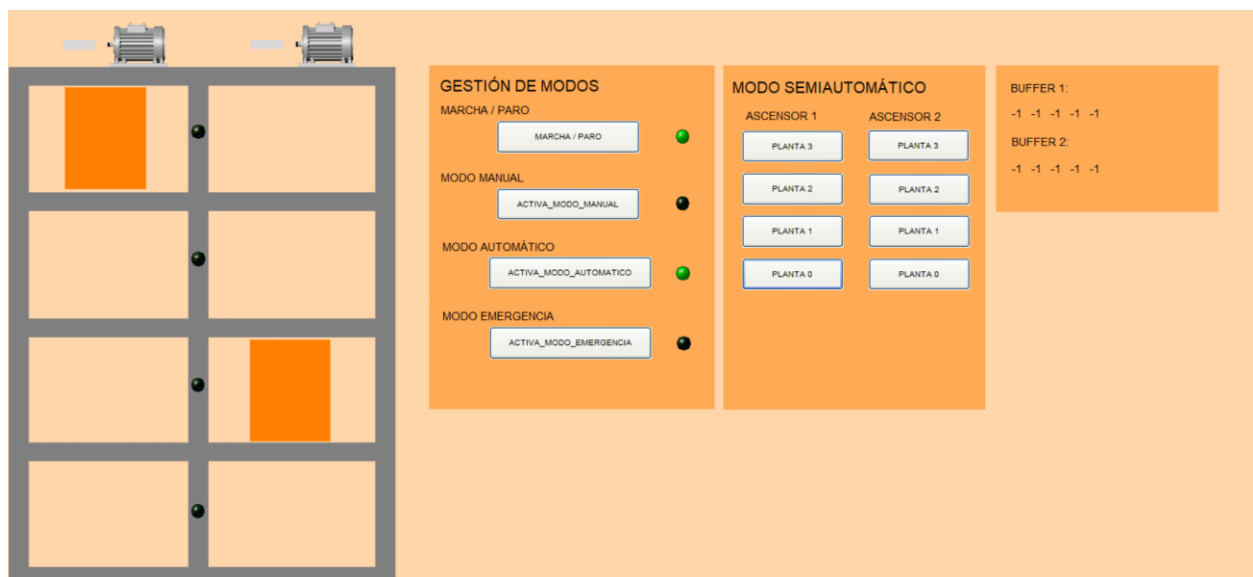 GESTIÓN DE MODOS
MARCHA / PARO
MARCHA / PARO
MODO MANUAL
ACTIVA_MODO_MANUAL
MODO AUTOMÁTICO
ACTIVA_MODO_AUTOMATICO
MODO EMERGENCIA
ACTIVA_MODO_EMERGENCIA
MODO SEMIAUTOMÁTICO
ASCENSOR 1 ASCENSOR 2
PLANTA 3 PLANTA 3
PLANTA 2 PLANTA 2
PLANTA 1 PLANTA 1
PLANTA 0 PLANTA 0
BUFFER 1:
-1 -1 -1 -1 -1
BUFFER 2:
-1 -1 -1 -1 -1